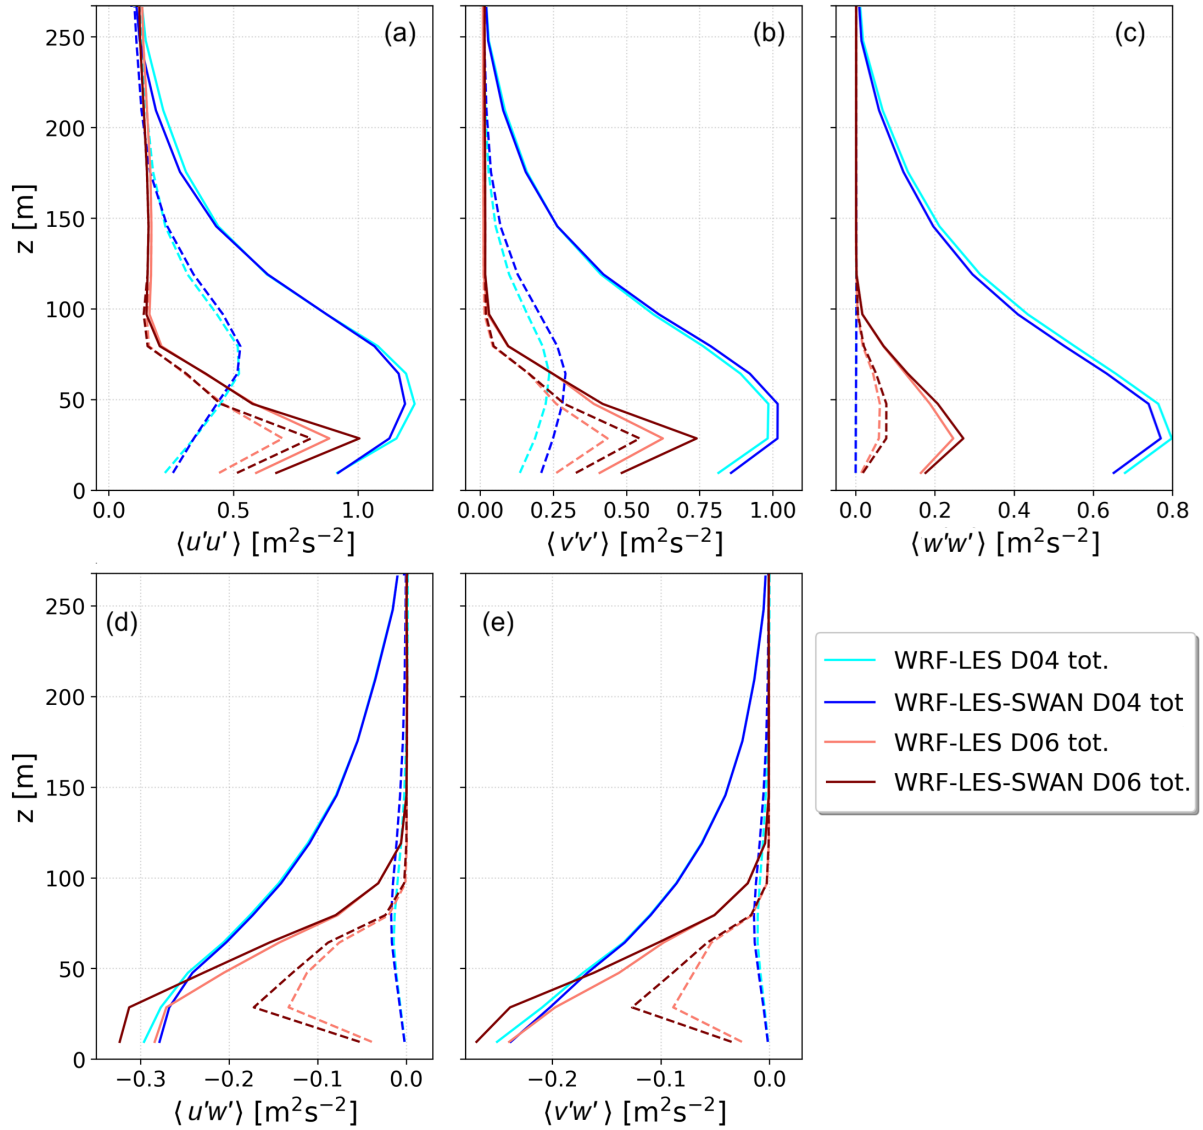 (a)
(b)
(c)
z [m]
250
200
150
100
50
0
0.0 0.5 1.0
0.00 0.25 0.50 0.75 1.00
0.0 0.2 0.4 0.6 0.8
⟨u'u'⟩ [m²s⁻²]
⟨v'v'⟩ [m²s⁻²]
⟨w'w'⟩ [m²s⁻²]
(d)
(e)
z [m]
250
200
150
100
50
0
−0.3 −0.2 −0.1 0.0
−0.2 −0.1 0.0
⟨u'w'⟩ [m²s⁻²]
⟨v'w'⟩ [m²s⁻²]
WRF-LES D04 tot.
WRF-LES-SWAN D04 tot
WRF-LES D06 tot.
WRF-LES-SWAN D06 tot.